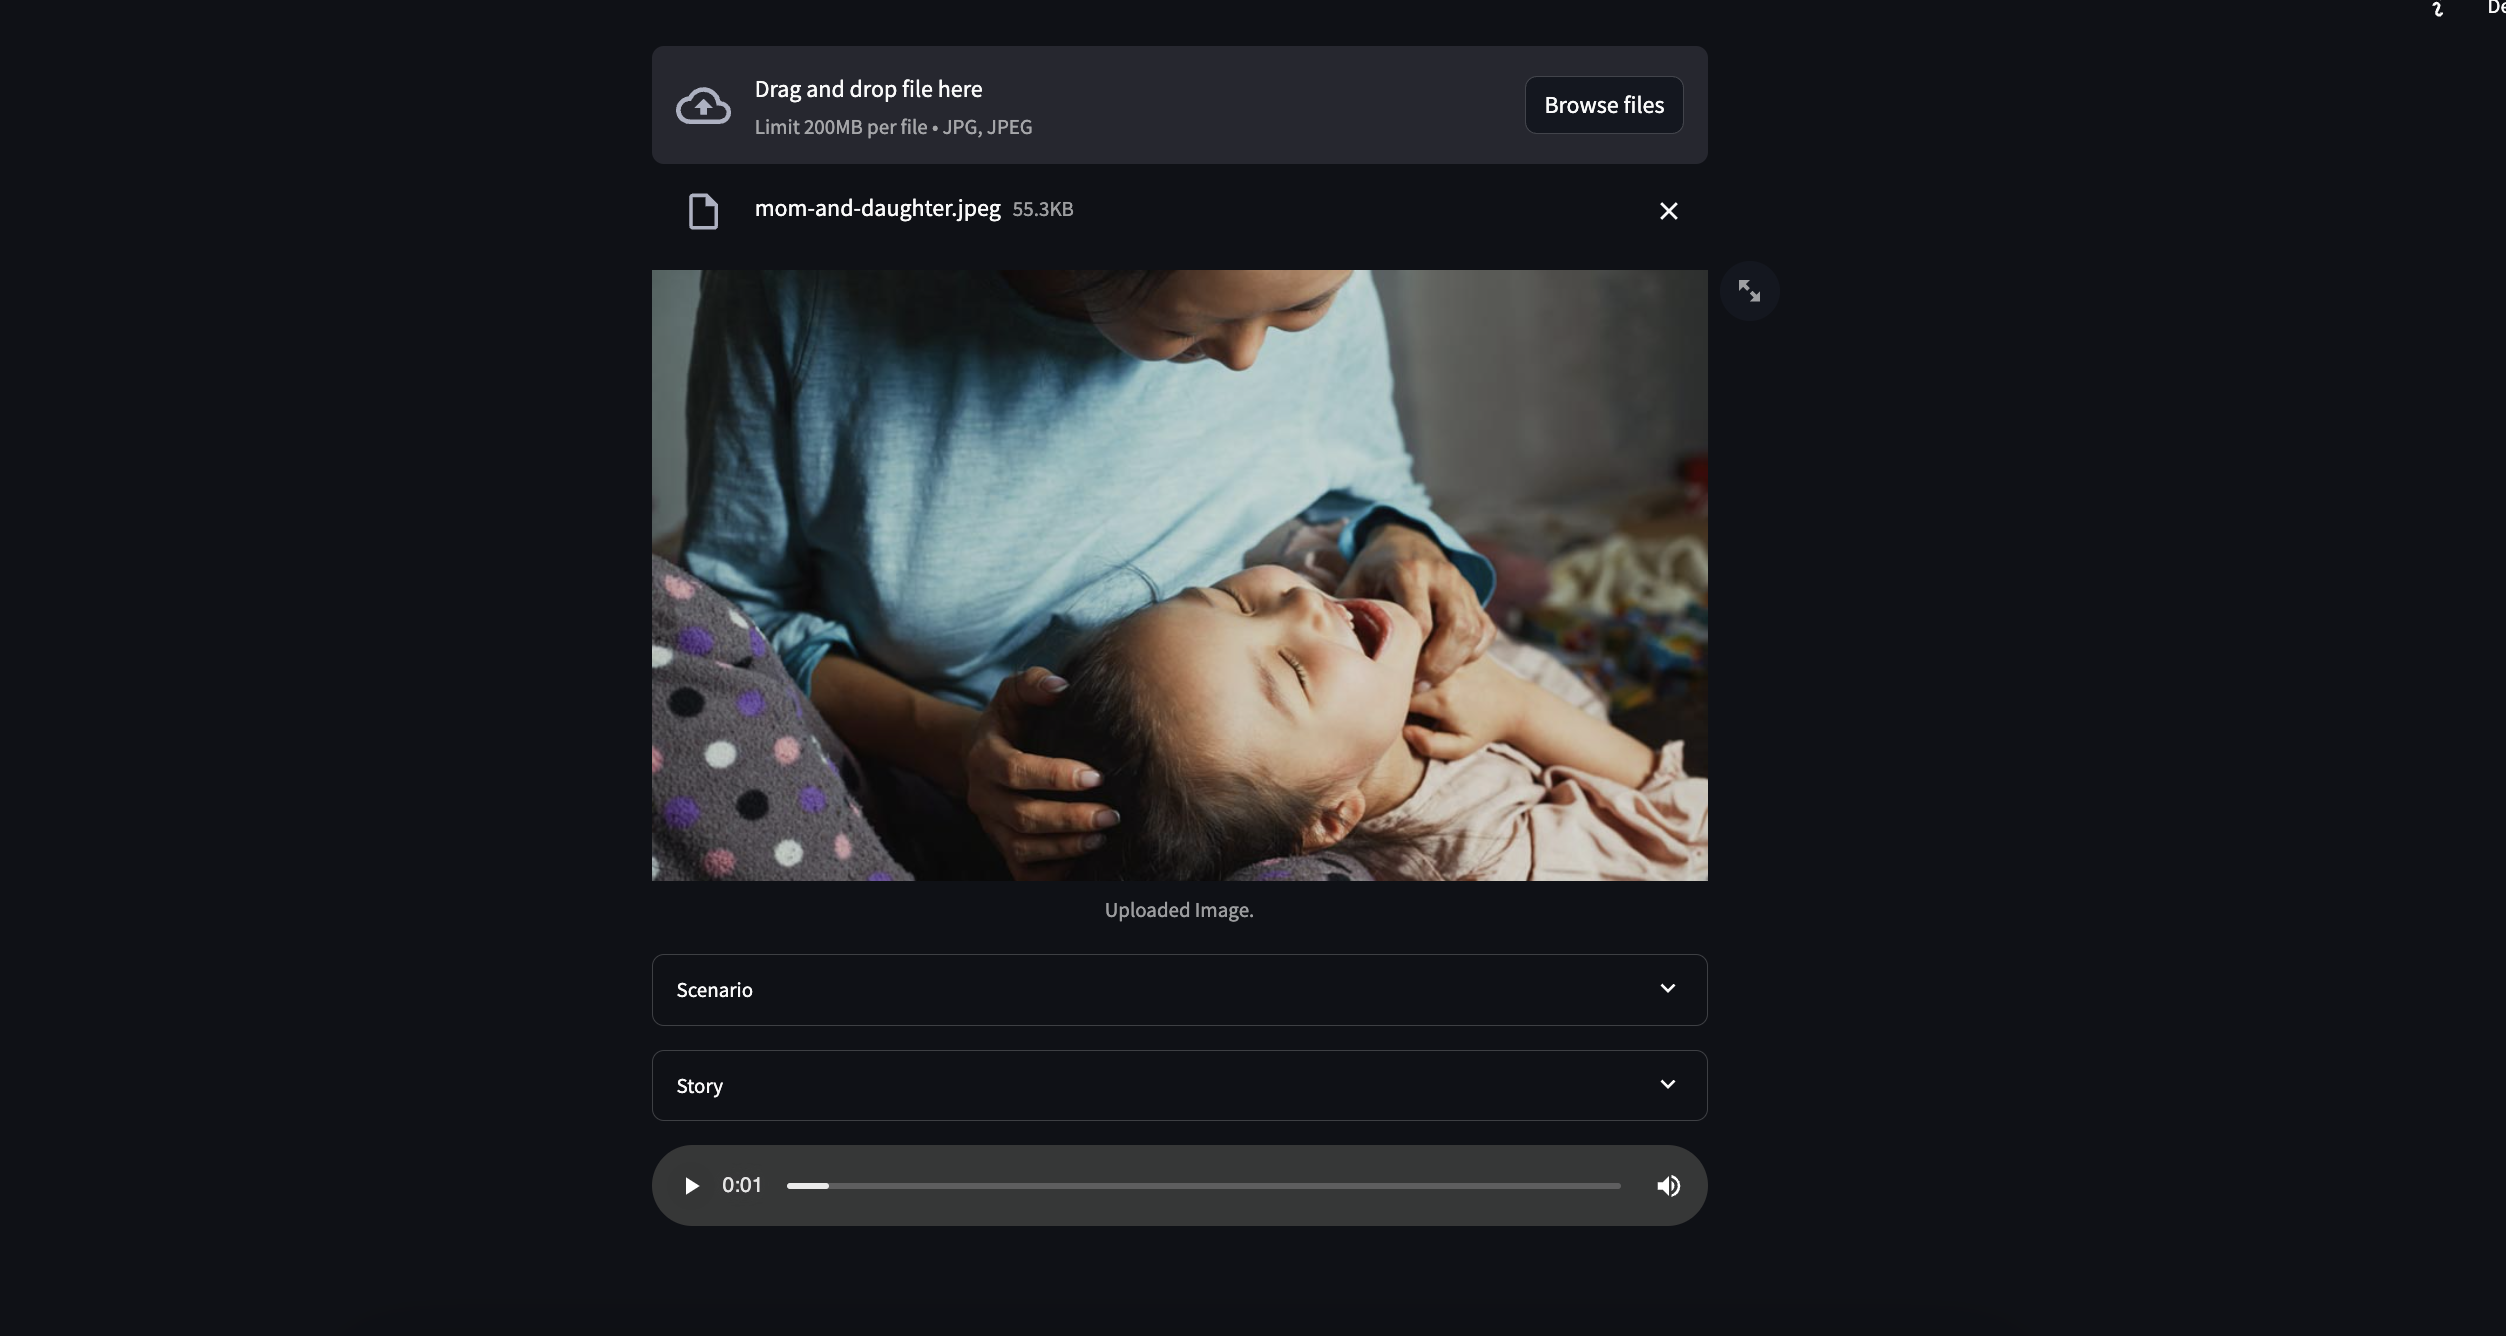 De
Drag and drop file here
Limit 200MB per file • JPG, JPEG
Browse files
mom-and-daughter.jpeg 55.3KB
Uploaded Image.
Scenario
Story
0:01